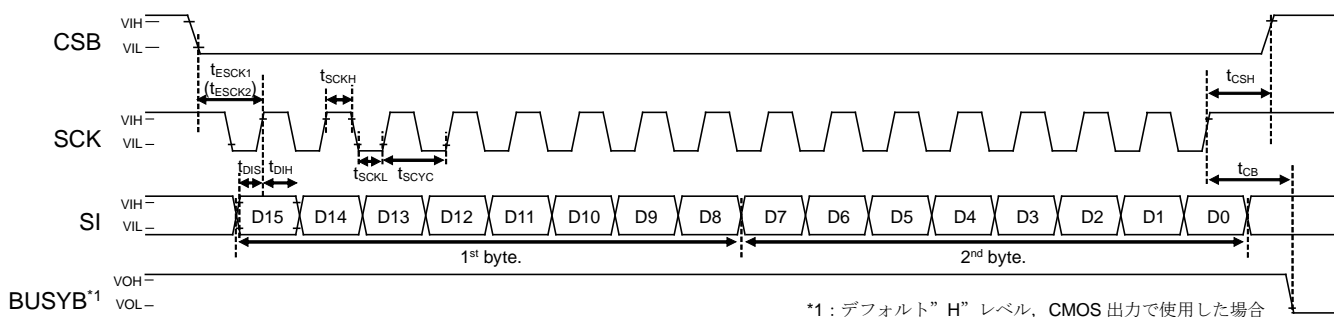 CSB
VIH
VIL
tESCK1
(tESCK2)
tSCKH
tCSH
SCK
VIH
VIL
tDIS
tDIH
tSCKL
tSCYC
tCB
SI
VIH
VIL
D15 D14 D13 D12 D11 D10 D9 D8 D7 D6 D5 D4 D3 D2 D1 D0
1st byte.
2nd byte.
BUSYB*1
VOH
VOL
*1 : デフォルト” H” レベル, CMOS 出力で使用した場合